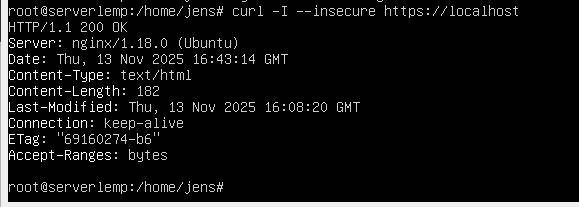 root@serverlemp:/home/jens# curl -I --insecure https://localhost
HTTP/1.1 200 OK
Server: nginx/1.18.0 (Ubuntu)
Date: Thu, 13 Nov 2025 16:43:14 GMT
Content-Type: text/html
Content-Length: 182
Last-Modified: Thu, 13 Nov 2025 16:08:20 GMT
Connection: keep-alive
ETag: "69160274-b6"
Accept-Ranges: bytes
root@serverlemp:/home/jens#